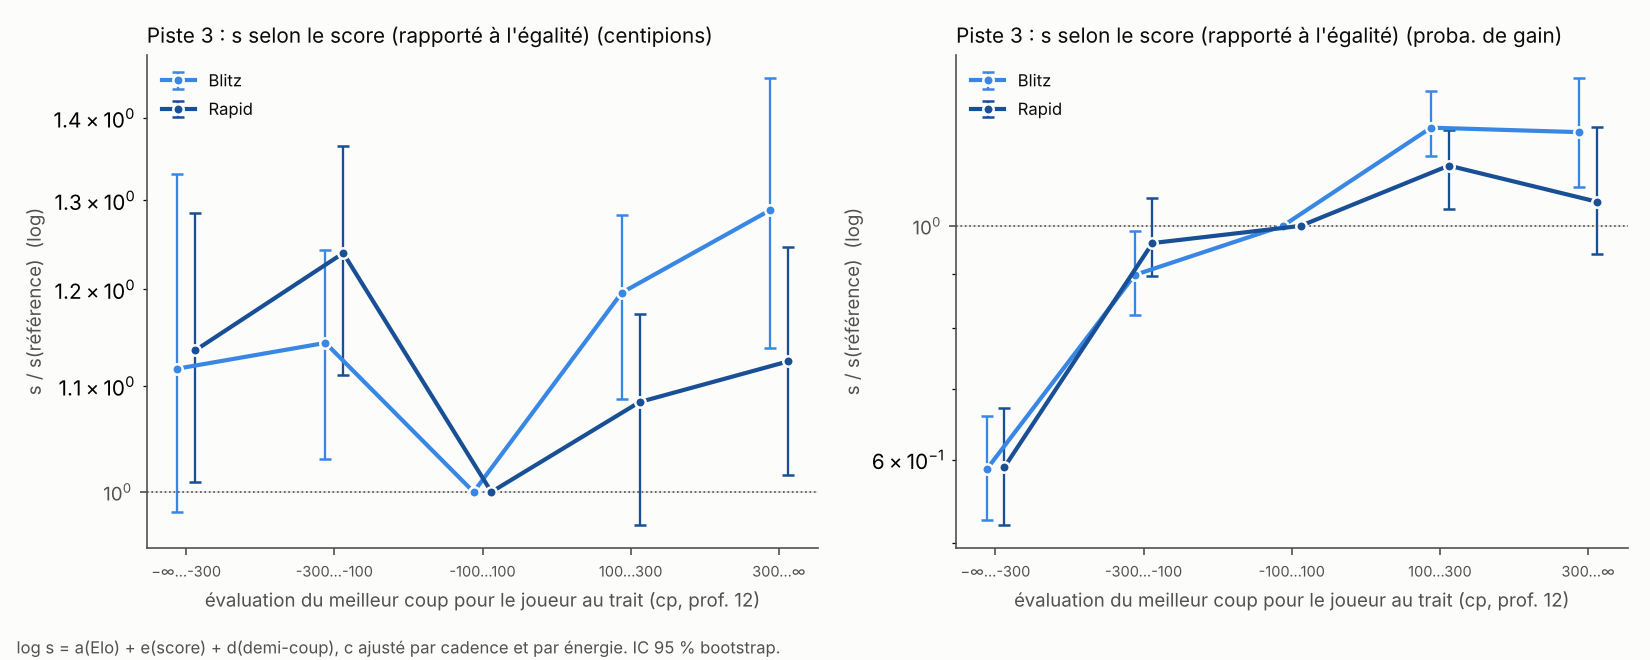 Piste 3 : s selon le score (rapporté à l'égalité) (centipions)
Blitz
Rapid
1.4 × 10⁰
1.3 × 10⁰
1.2 × 10⁰
1.1 × 10⁰
10⁰
s / s(référence) (log)
−∞…-300
-300…-100
-100…100
100…300
300…∞
évaluation du meilleur coup pour le joueur au trait (cp, prof. 12)
Piste 3 : s selon le score (rapporté à l'égalité) (proba. de gain)
Blitz
Rapid
10⁰
6 × 10⁻¹
s / s(référence) (log)
−∞…-300
-300…-100
-100…100
100…300
300…∞
évaluation du meilleur coup pour le joueur au trait (cp, prof. 12)
log s = a(Elo) + e(score) + d(demi-coup), c ajusté par cadence et par énergie. IC 95 % bootstrap.